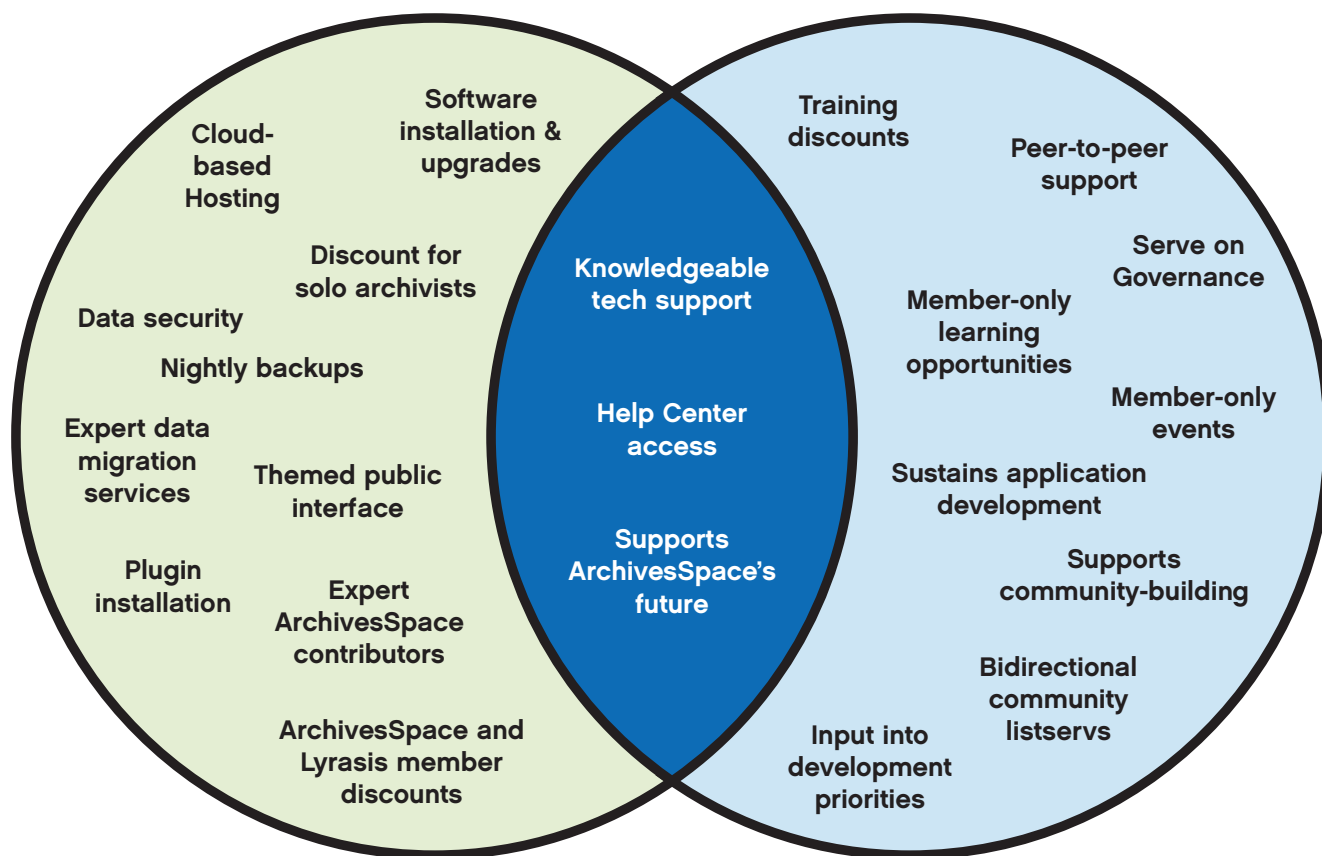 Cloud-
based
Hosting
Software
installation &
upgrades
Discount for
solo archivists
Data security
Nightly backups
Expert data
migration
services
Themed public
interface
Plugin
installation
Expert
ArchivesSpace
contributors
ArchivesSpace and
Lyrasis member
discounts
Knowledgeable
tech support
Help Center
access
Supports
ArchivesSpace’s
future
Training
discounts
Peer-to-peer
support
Serve on
Governance
Member-only
learning
opportunities
Member-only
events
Sustains application
development
Supports
community-building
Bidirectional
community
listservs
Input into
development
priorities